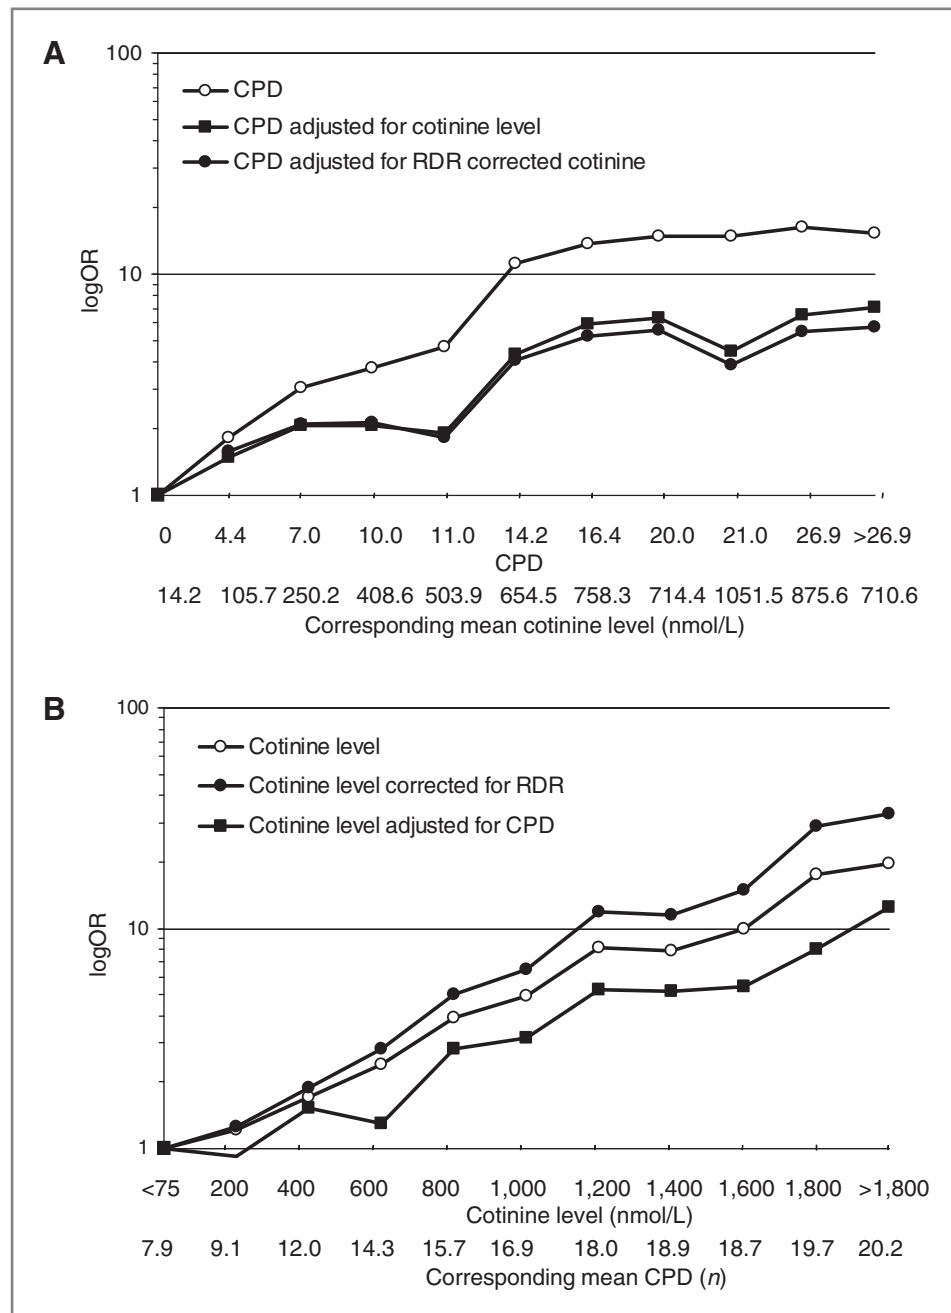 A
100
CPD
CPD adjusted for cotinine level
CPD adjusted for RDR corrected cotinine
logOR
10
1
0 4.4 7.0 10.0 11.0 14.2 16.4 20.0 21.0 26.9 >26.9
CPD
14.2 105.7 250.2 408.6 503.9 654.5 758.3 714.4 1051.5 875.6 710.6
Corresponding mean cotinine level (nmol/L)
B
100
Cotinine level
Cotinine level corrected for RDR
Cotinine level adjusted for CPD
logOR
10
1
<75 200 400 600 800 1,000 1,200 1,400 1,600 1,800 >1,800
Cotinine level (nmol/L)
7.9 9.1 12.0 14.3 15.7 16.9 18.0 18.9 18.7 19.7 20.2
Corresponding mean CPD (n)